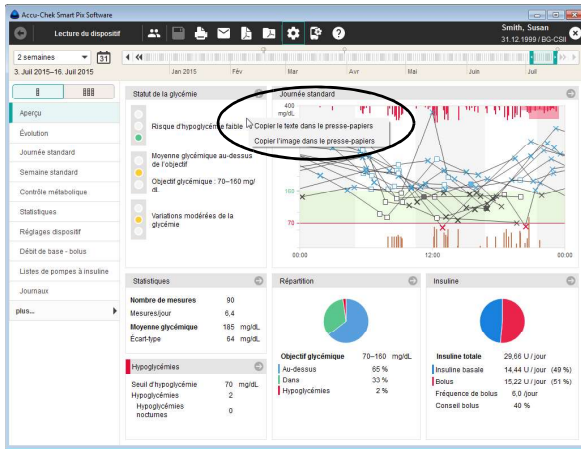 Accu-Chek Smart Pix Software
Lecture du dispositif
Smith, Susan
31.12.1999 / BG-CSII
2 semaines
31
3. Juil 2015–16. Juil 2015
Jan 2015
Fév
Mar
Avr
Mai
Juin
Juil
Aperçu
Évolution
Journée standard
Semaine standard
Contrôle métabolique
Statistiques
Réglages dispositif
Débit de base - bolus
Listes de pompes à insuline
Journaux
plus...
Statut de la glycémie
Risque d'hypoglycémie faible
Moyenne glycémique au-dessus
de l'objectif
Objectif glycémique : 70–160 mg/
dL
Variations modérées de la
glycémie
Journée standard
400
mg/dL
Copier le texte dans le presse-papiers
Copier l'image dans le presse-papiers
160
70
00:00
12:00
00:00
Statistiques
Nombre de mesures 90
Mesures/jour 6,4
Moyenne glycémique 185 mg/dL
Écart-type 64 mg/dL
Hypoglycémies
Seuil d'hypoglycémie 70 mg/dL
Hypoglycémies 2
Hypoglycémies
nocturnes 0
Répartition
Objectif glycémique 70–160 mg/dL
Au-dessus 65 %
Dans 33 %
Hypoglycémies 2 %
Insuline
Insuline totale 29,66 U / jour
Insuline basale 14,44 U / jour (49 %)
Bolus 15,22 U / jour (51 %)
Fréquence de bolus 6,0 /jour
Conseil bolus 40 %